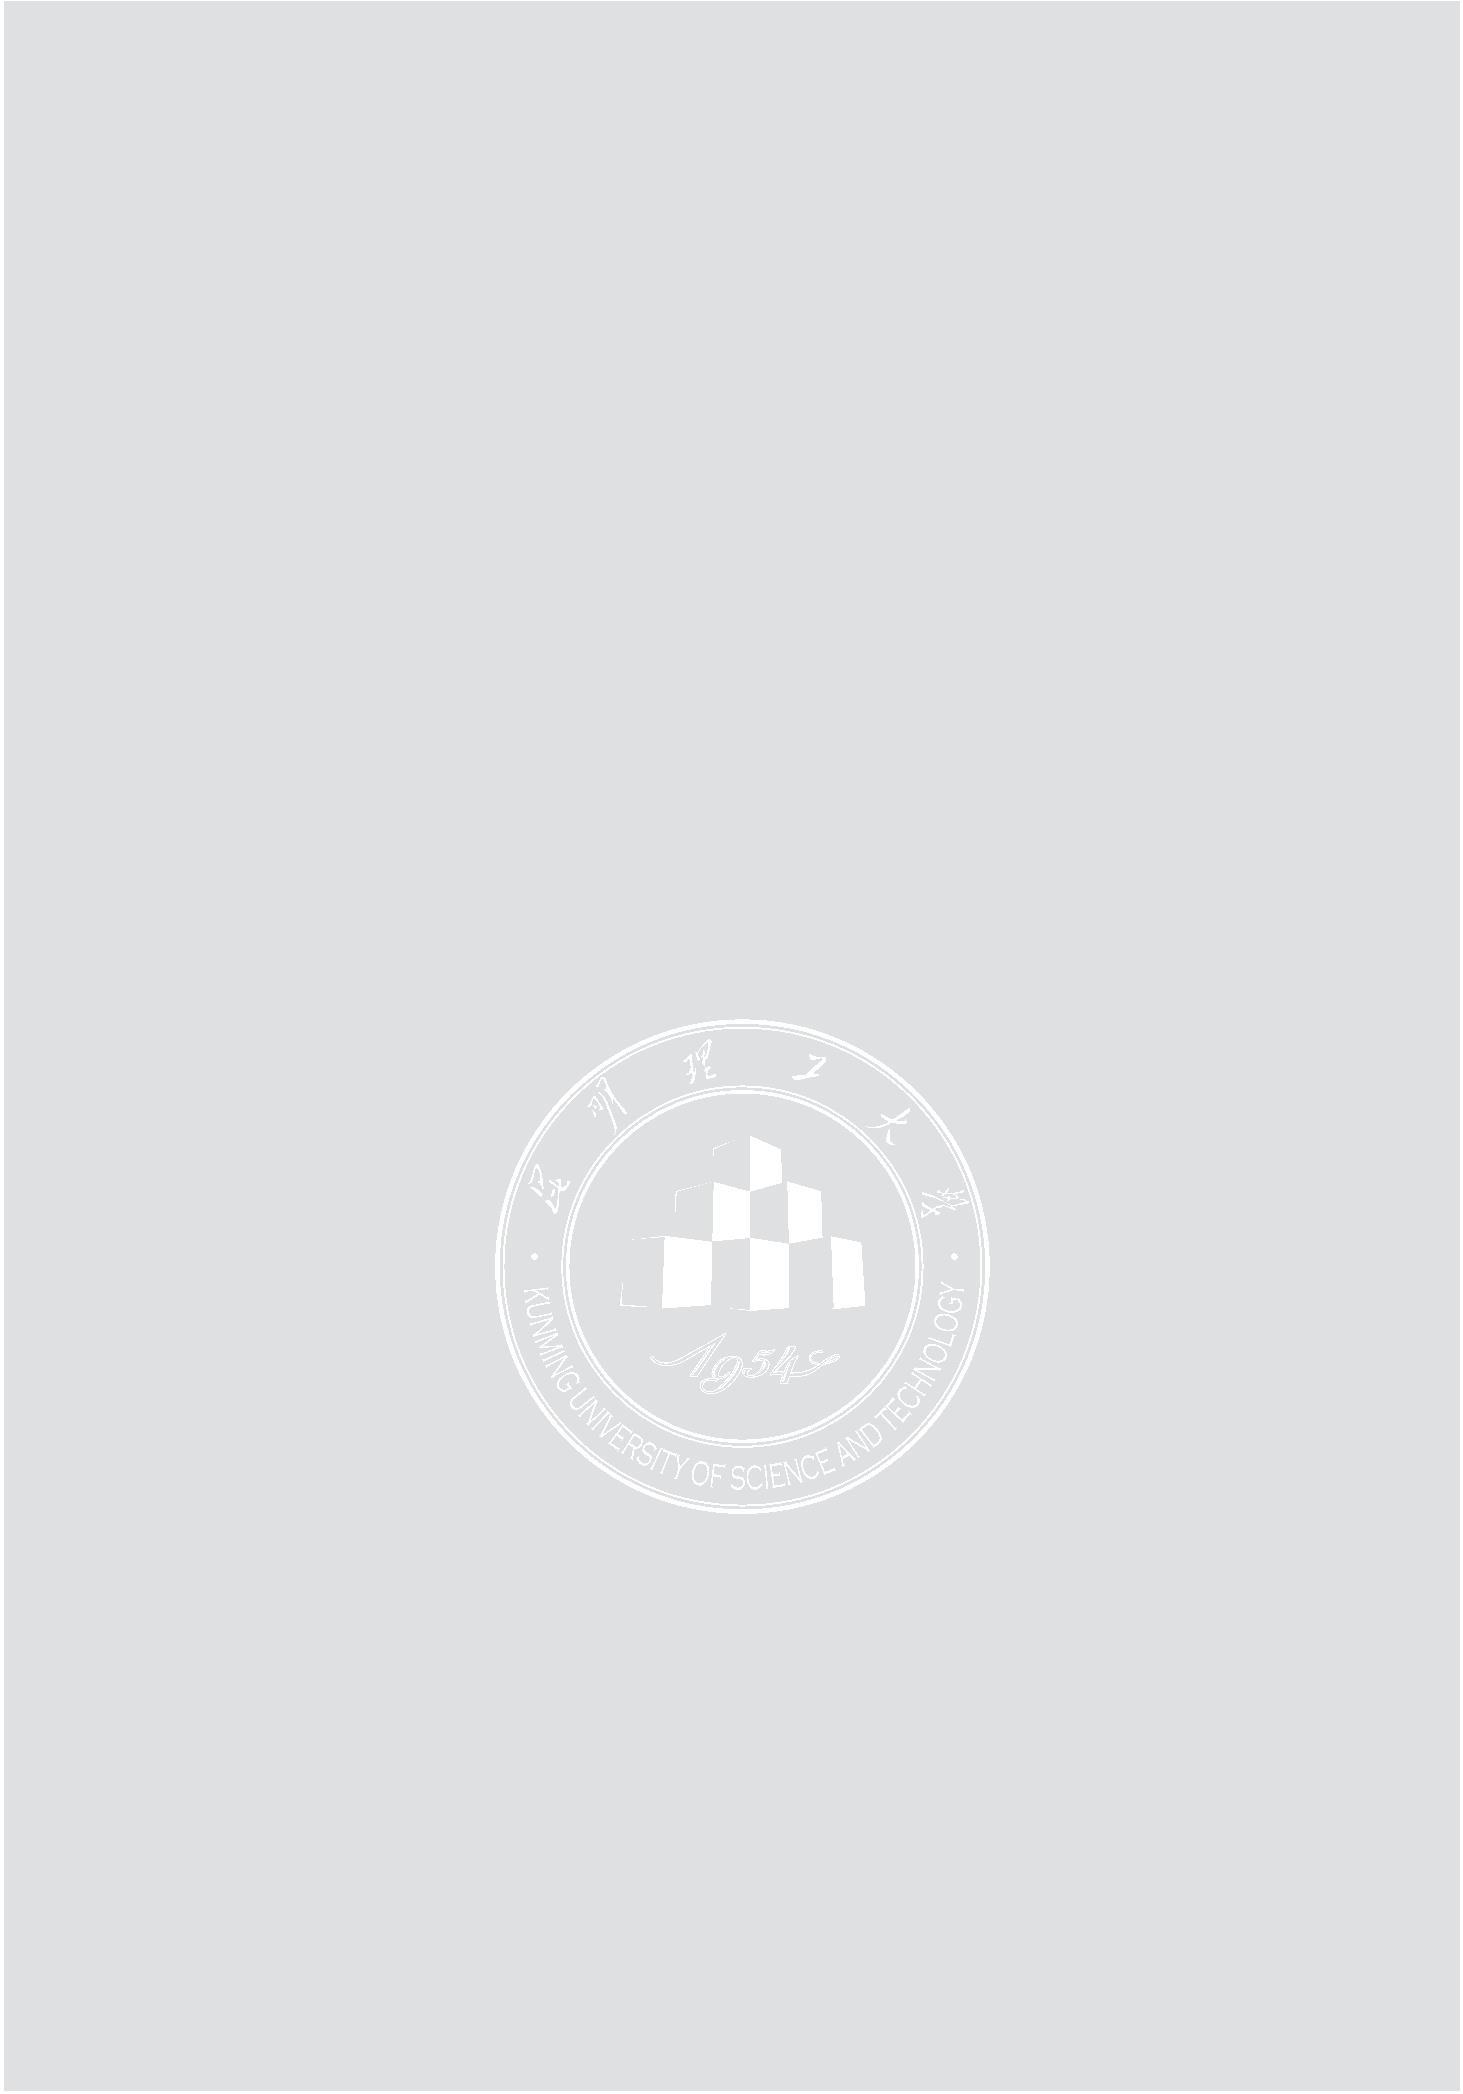 昆明理工大学
1954
KUNMING UNIVERSITY OF SCIENCE AND TECHNOLOGY